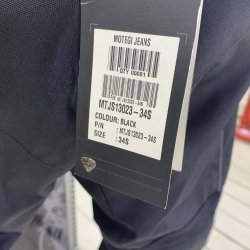 MOTEGI JEANS
QTY 00001
MTJS13023-34S
COLOUR: BLACK
P/N : MTJS13023-34S
SIZE : 34S